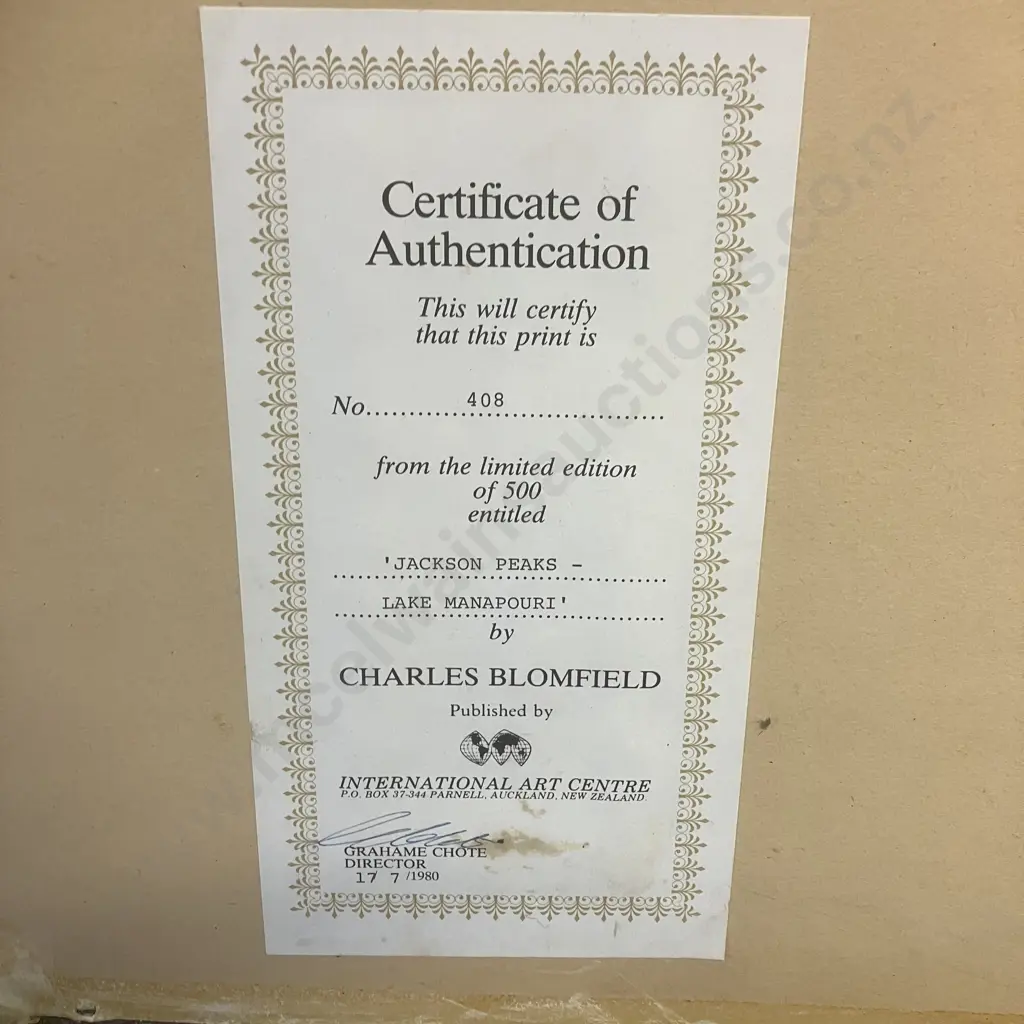 Certificate of
Authentication
This will certify
that this print is
No....408....
from the limited edition
of 500
entitled
'JACKSON PEAKS -
LAKE MANAPOURI'
by
CHARLES BLOMFIELD
Published by
INTERNATIONAL ART CENTRE
P.O. BOX 37-344 PARNELL, AUCKLAND, NEW ZEALAND.
GRAHAME CHOTE
DIRECTOR
17 7 /1980